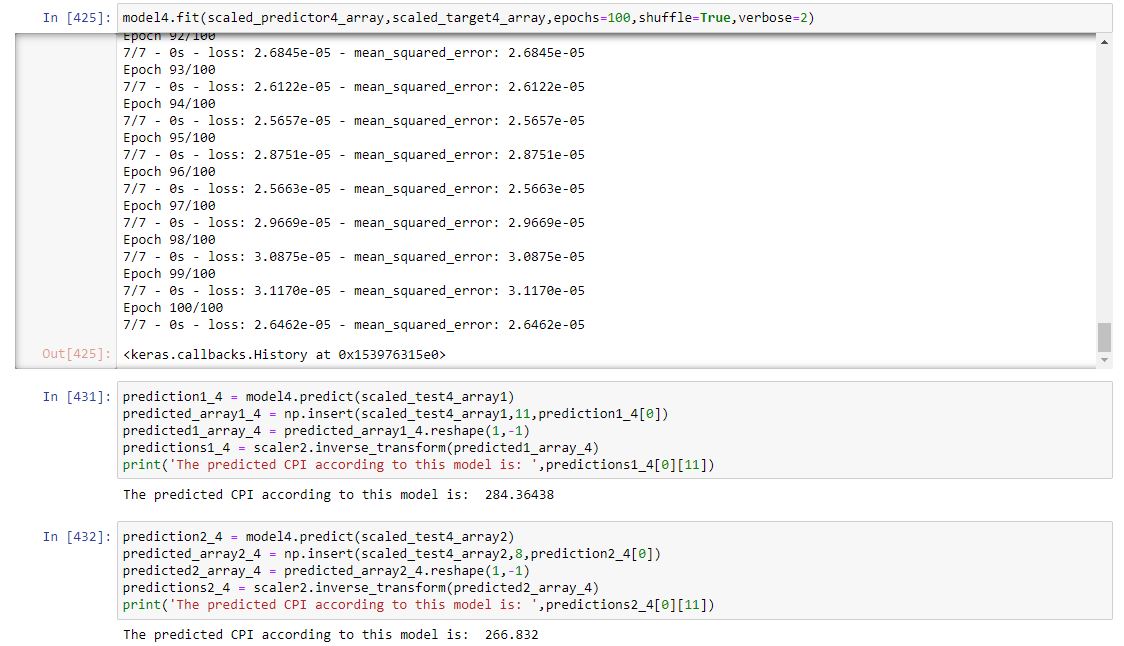 In [425]: model4.fit(scaled_predictor4_array,scaled_target4_array,epochs=100,shuffle=True,verbose=2)
Epoch 92/100
7/7 - 0s - loss: 2.6845e-05 - mean_squared_error: 2.6845e-05
Epoch 93/100
7/7 - 0s - loss: 2.6122e-05 - mean_squared_error: 2.6122e-05
Epoch 94/100
7/7 - 0s - loss: 2.5657e-05 - mean_squared_error: 2.5657e-05
Epoch 95/100
7/7 - 0s - loss: 2.8751e-05 - mean_squared_error: 2.8751e-05
Epoch 96/100
7/7 - 0s - loss: 2.5663e-05 - mean_squared_error: 2.5663e-05
Epoch 97/100
7/7 - 0s - loss: 2.9669e-05 - mean_squared_error: 2.9669e-05
Epoch 98/100
7/7 - 0s - loss: 3.0875e-05 - mean_squared_error: 3.0875e-05
Epoch 99/100
7/7 - 0s - loss: 3.1170e-05 - mean_squared_error: 3.1170e-05
Epoch 100/100
7/7 - 0s - loss: 2.6462e-05 - mean_squared_error: 2.6462e-05
Out[425]: <keras.callbacks.History at 0x153976315e0>
In [431]: prediction1_4 = model4.predict(scaled_test4_array1)
predicted_array1_4 = np.insert(scaled_test4_array1,11,prediction1_4[0])
predicted1_array_4 = predicted_array1_4.reshape(1,-1)
predictions1_4 = scaler2.inverse_transform(predicted1_array_4)
print('The predicted CPI according to this model is: ',predictions1_4[0][11])
The predicted CPI according to this model is:  284.36438
In [432]: prediction2_4 = model4.predict(scaled_test4_array2)
predicted_array2_4 = np.insert(scaled_test4_array2,8,prediction2_4[0])
predicted2_array_4 = predicted_array2_4.reshape(1,-1)
predictions2_4 = scaler2.inverse_transform(predicted2_array_4)
print('The predicted CPI according to this model is: ',predictions2_4[0][11])
The predicted CPI according to this model is:  266.832